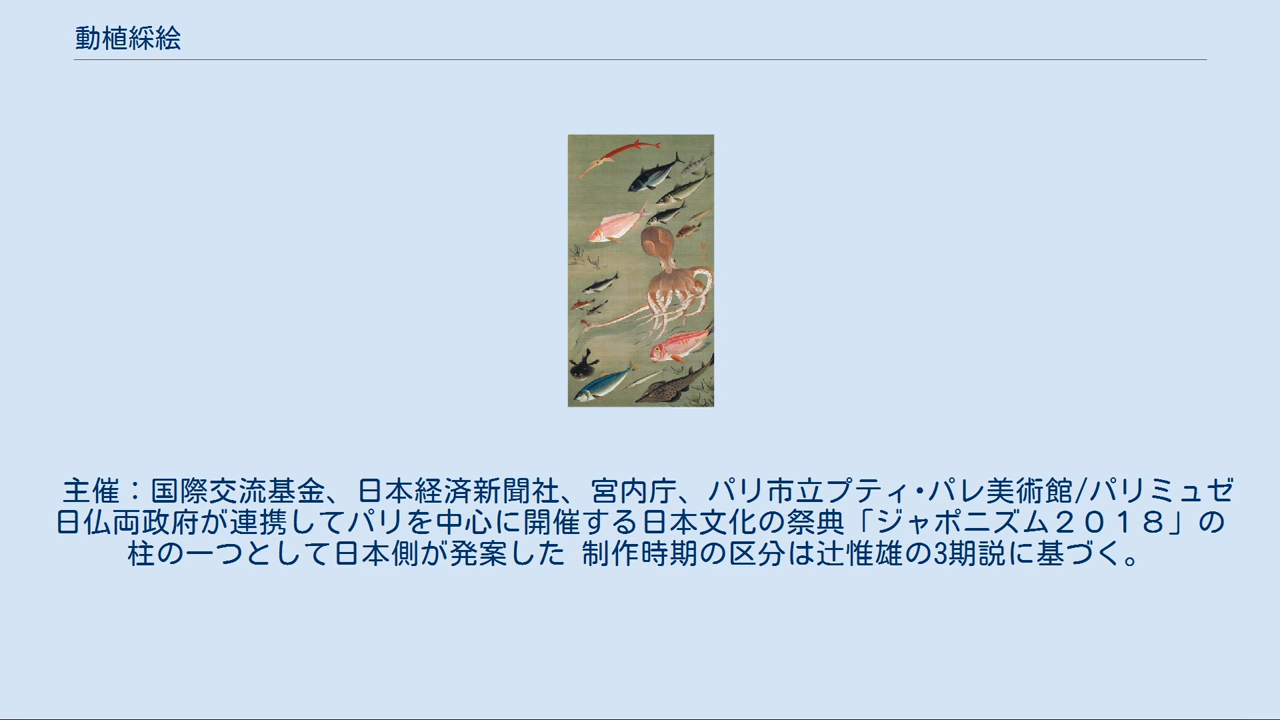 動植綵絵
主催：国際交流基金、日本経済新聞社、宮内庁、パリ市立プティ・パレ美術館/パリミュゼ
日仏両政府が連携してパリを中心に開催する日本文化の祭典「ジャポニズム２０１８」の
柱の一つとして日本側が発案した 制作時期の区分は辻惟雄の3期説に基づく。